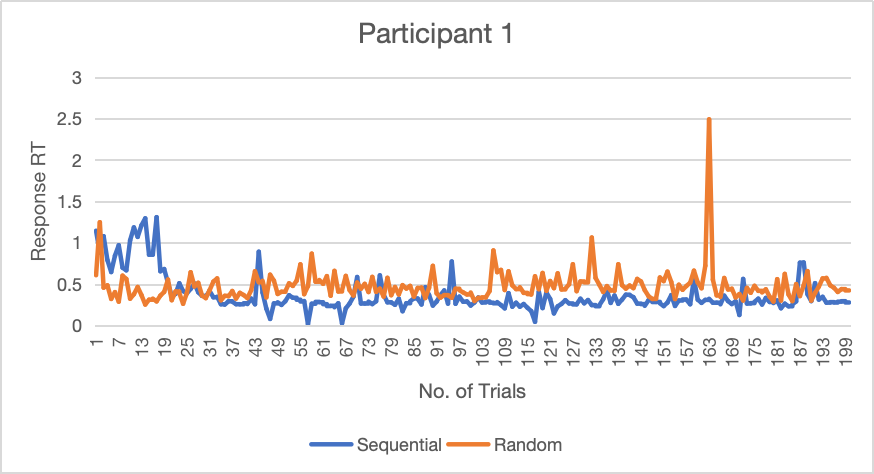 Participant 1
3
2.5
2
1.5
1
0.5
0
Response RT
1 7 13 19 25 31 37 43 49 55 61 67 73 79 85 91 97 103 109 115 121 127 133 139 145 151 157 163 169 175 181 187 193 199
No. of Trials
Sequential Random